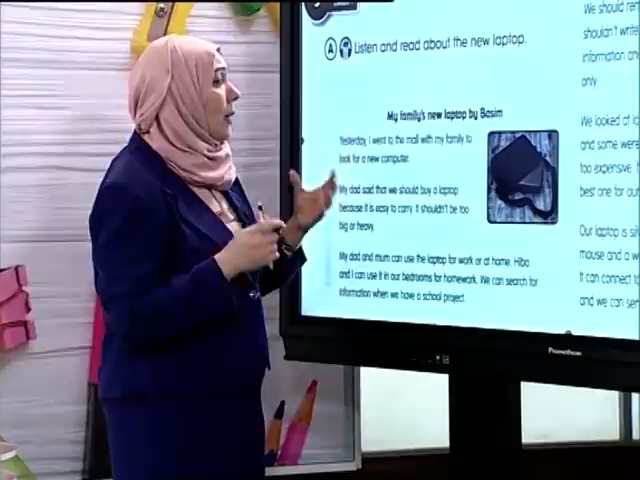 A
Listen and read about the new laptop.
My family's new laptop by Basim
Yesterday, I went to the mall with my family to
look for a new computer.
My dad said that we should buy a laptop
because it is easy to carry. It shouldn't be too
big or heavy.
My dad and mum can use the laptop for work or at home. Hiba
and I can use it in our bedrooms for homework. We can search for
information when we have a school project.
We should
shouldn't
information
only
We looked at
and some were
too expensive
best one for our
Our laptop is
mouse and a
it can connect
and we can
Promethean